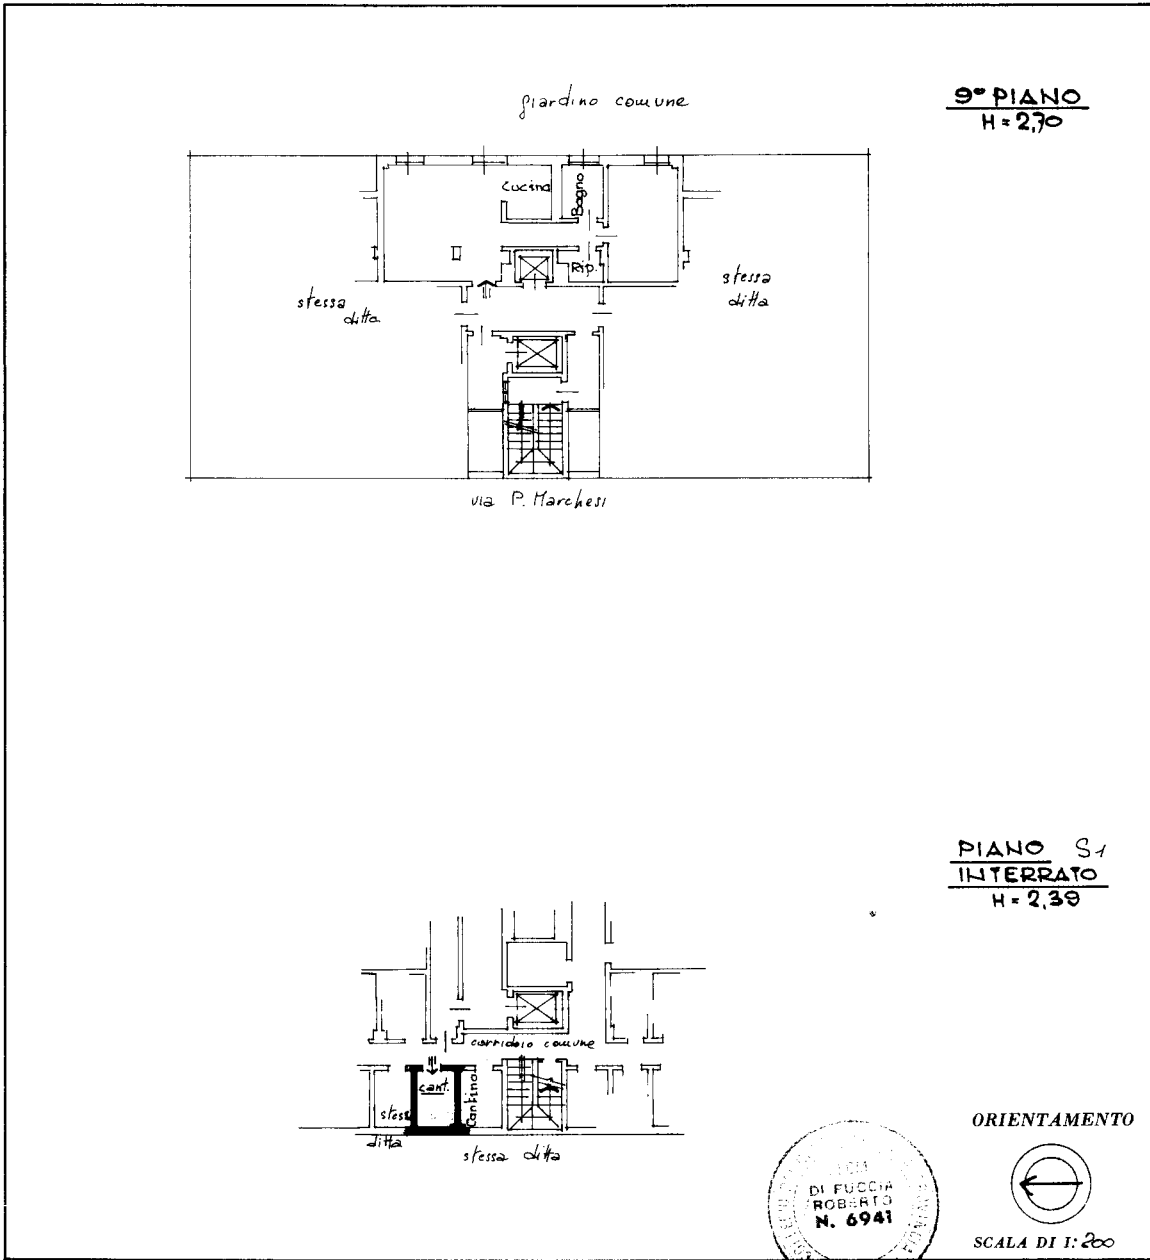 giardino comune
9° PIANO
H = 2,70
Cucina
Bagno
Rip.
stessa
ditta
stessa
ditta
via P. Marchesi
PIANO S1
INTERRATO
H = 2,39
corridoio comune
cant.
Cantina
stess
ditta
stessa ditta
DI FUCCIA
ROBERTO
N. 6941
ORIENTAMENTO
SCALA DI 1: 200